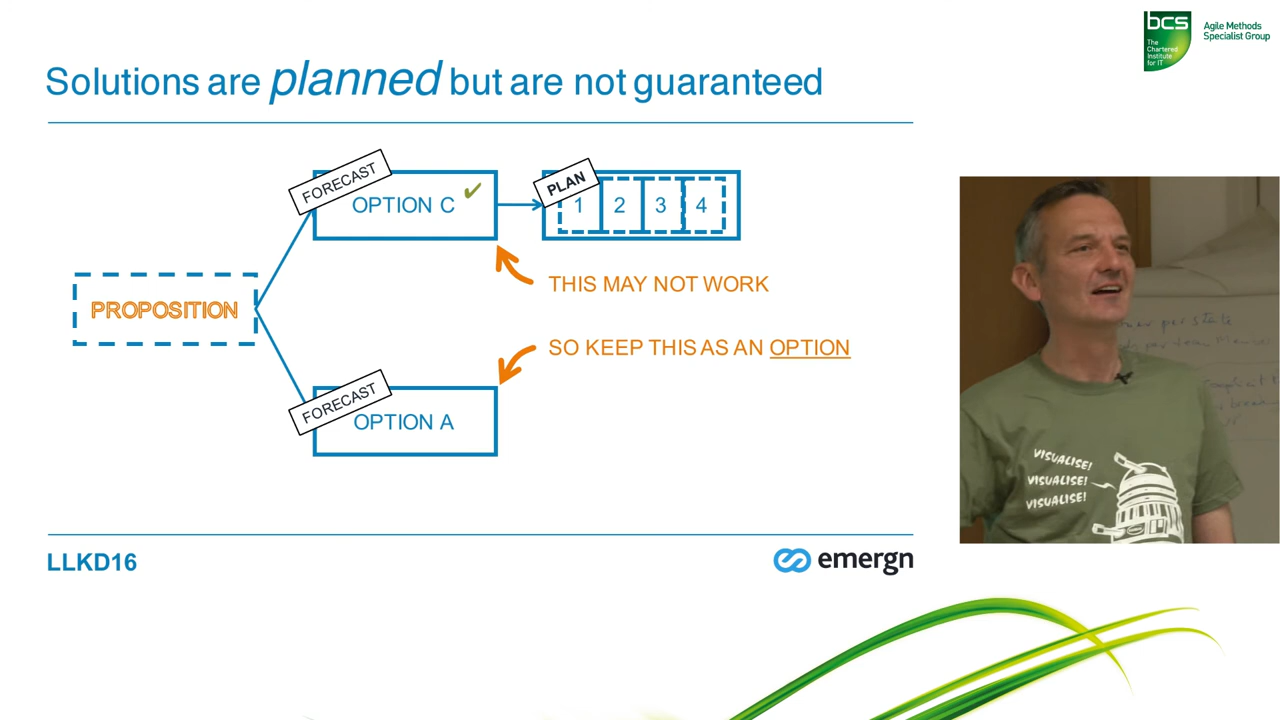 bcs
The
Chartered
Institute
for IT
Agile Methods
Specialist Group
Solutions are planned but are not guaranteed
FORECAST
OPTION C
PLAN
1 2 3 4
THIS MAY NOT WORK
PROPOSITION
SO KEEP THIS AS AN OPTION
FORECAST
OPTION A
VISUALISE!
VISUALISE!
VISUALISE!
LLKD16
emergn